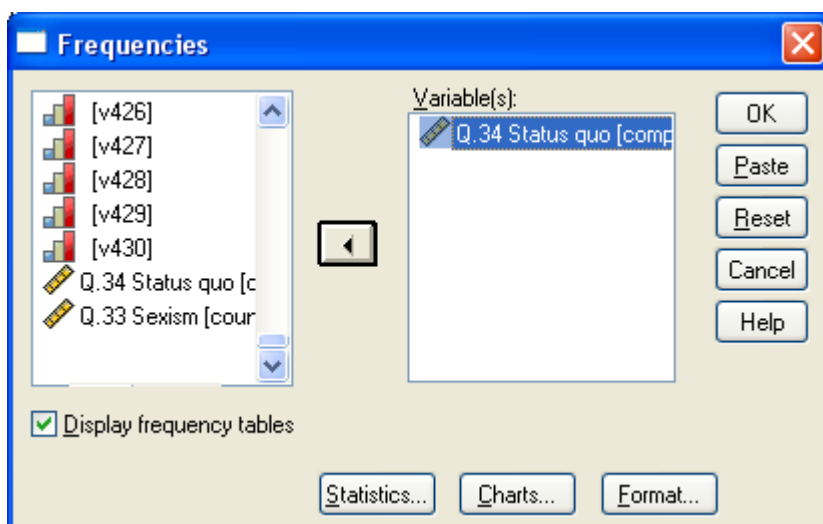 Frequencies
[v426]
[v427]
[v428]
[v429]
[v430]
Q.34 Status quo [c
Q.33 Sexism [cour
Variable(s):
Q.34 Status quo [comp
OK
Paste
Reset
Cancel
Help
Display frequency tables
Statistics...
Charts...
Format...